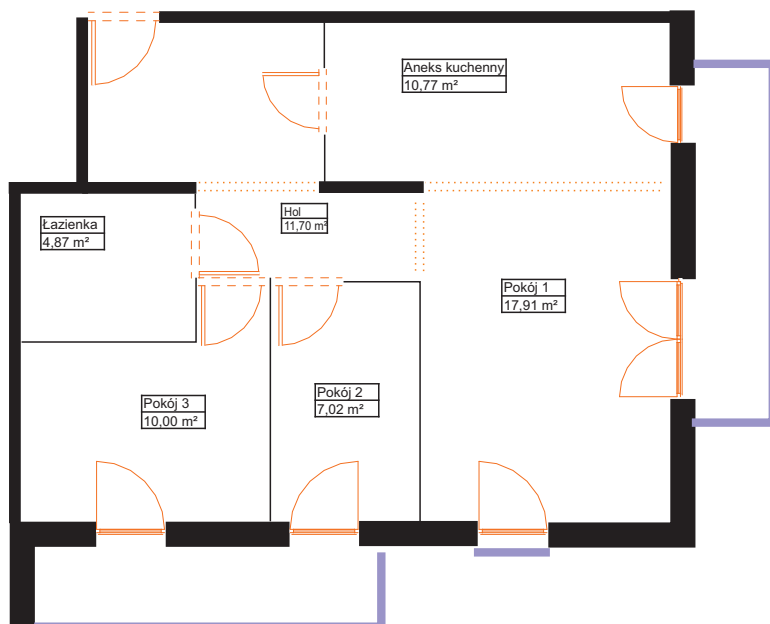 Aneks kuchenny
10,77 m²
Łazienka
4,87 m²
Hol
11,70 m²
Pokój 1
17,91 m²
Pokój 3
10,00 m²
Pokój 2
7,02 m²